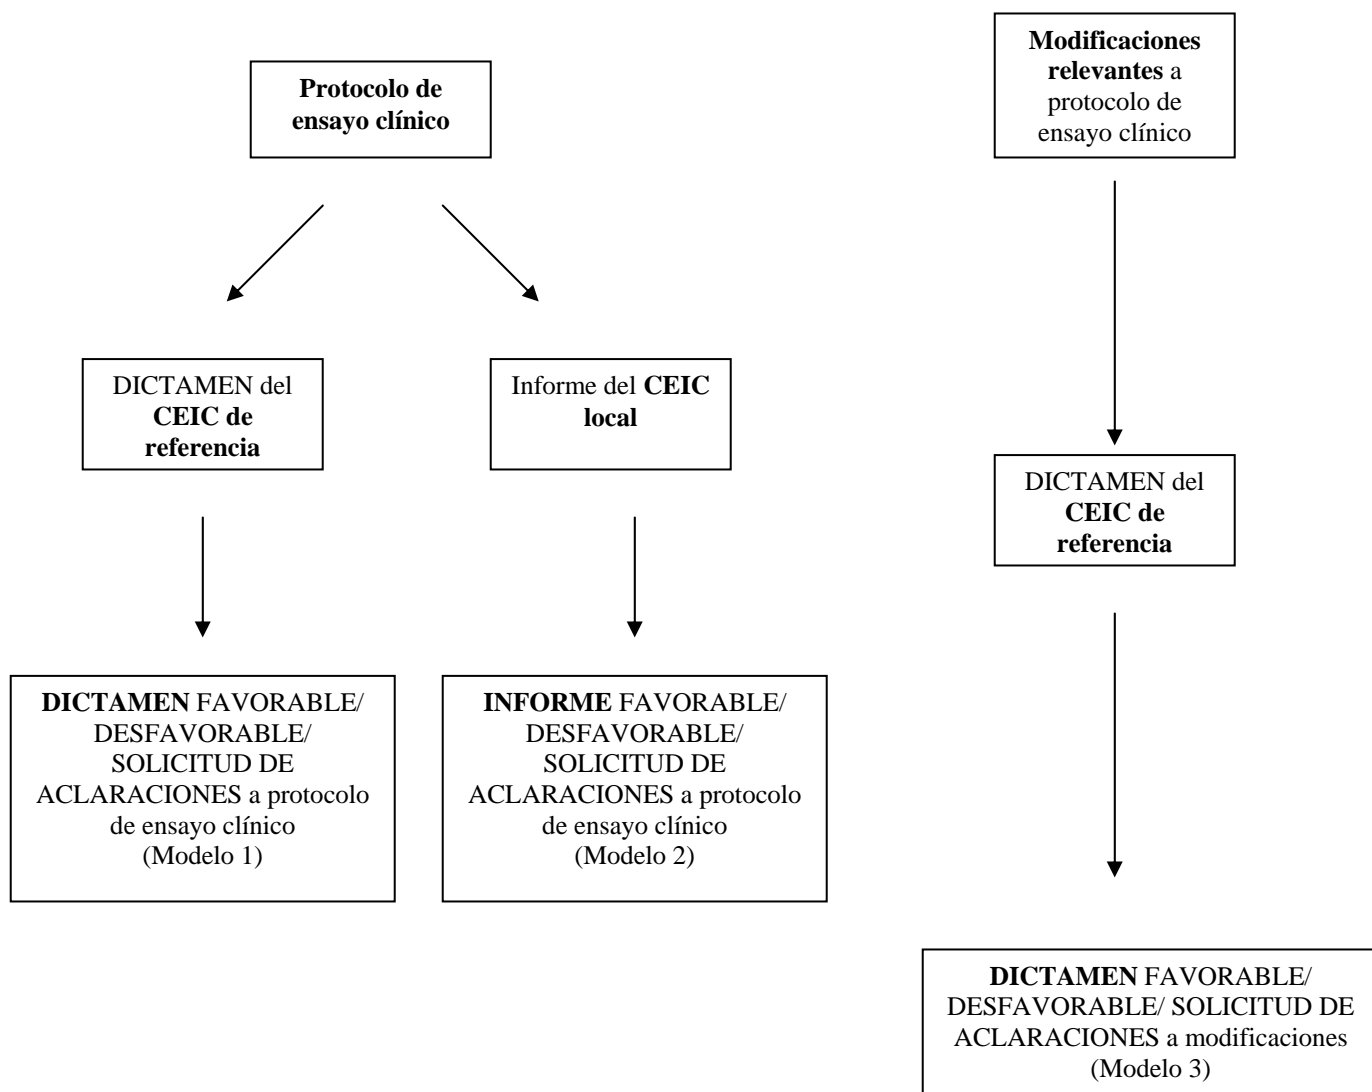 Protocolo de
ensayo clínico
Modificaciones
relevantes a
protocolo de
ensayo clínico
DICTAMEN del
CEIC de
referencia
Informe del CEIC
local
DICTAMEN del
CEIC de
referencia
DICTAMEN FAVORABLE/
DESFAVORABLE/
SOLICITUD DE
ACLARACIONES a protocolo
de ensayo clínico
(Modelo 1)
INFORME FAVORABLE/
DESFAVORABLE/
SOLICITUD DE
ACLARACIONES a protocolo
de ensayo clínico
(Modelo 2)
DICTAMEN FAVORABLE/
DESFAVORABLE/ SOLICITUD DE
ACLARACIONES a modificaciones
(Modelo 3)